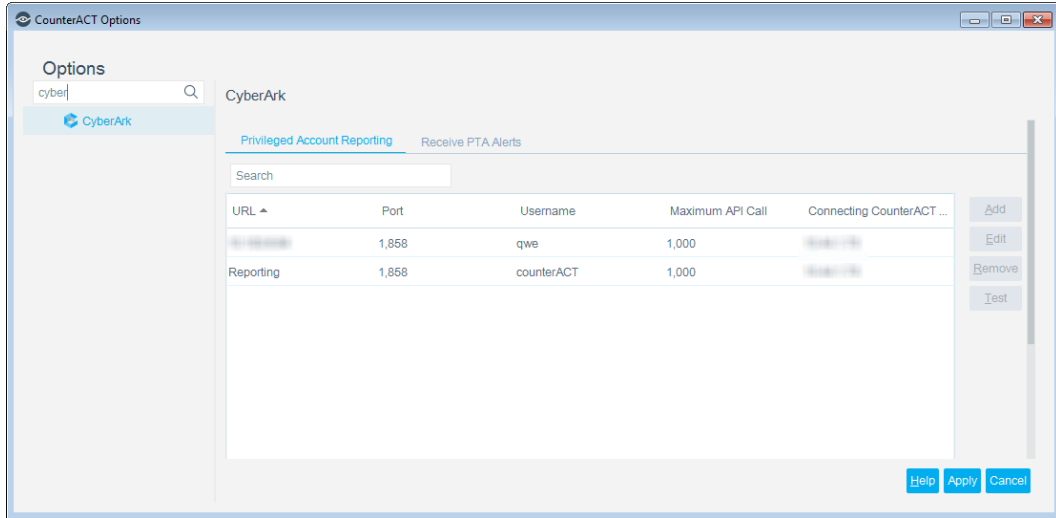 CounterACT Options
Options
cyber
CyberArk
CyberArk
Privileged Account Reporting Receive PTA Alerts
Search
URL Port Username Maximum API Call Connecting CounterACT ...
1,858 qwe 1,000
Reporting 1,858 counterACT 1,000
Add
Edit
Remove
Test
Help Apply Cancel